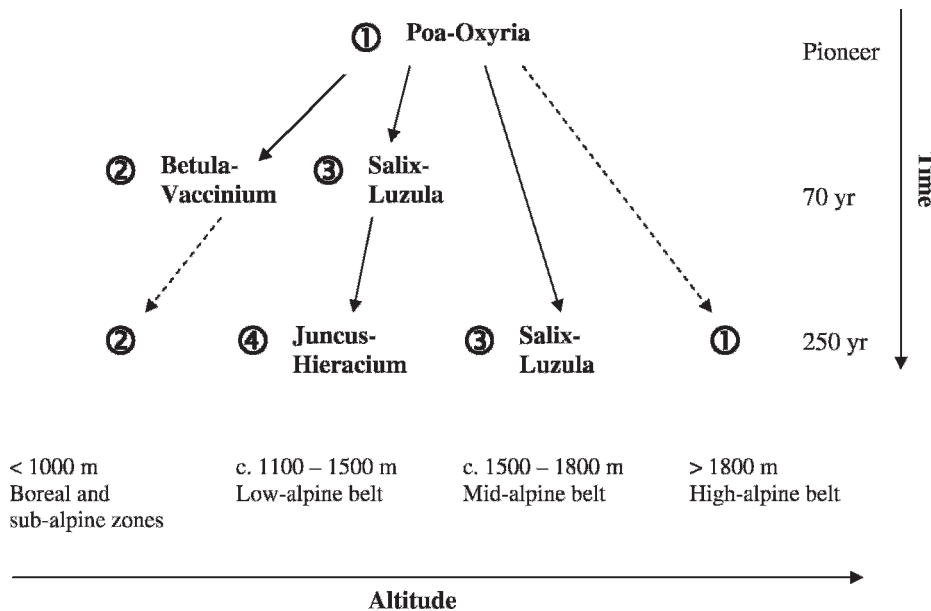 ① Poa-Oxyria
Pioneer
② Betula-
Vaccinium
③ Salix-
Luzula
70 yr
Time
②
④ Juncus-
Hieracium
③ Salix-
Luzula
①
250 yr
< 1000 m
Boreal and
sub-alpine zones
c. 1100 – 1500 m
Low-alpine belt
c. 1500 – 1800 m
Mid-alpine belt
> 1800 m
High-alpine belt
Altitude